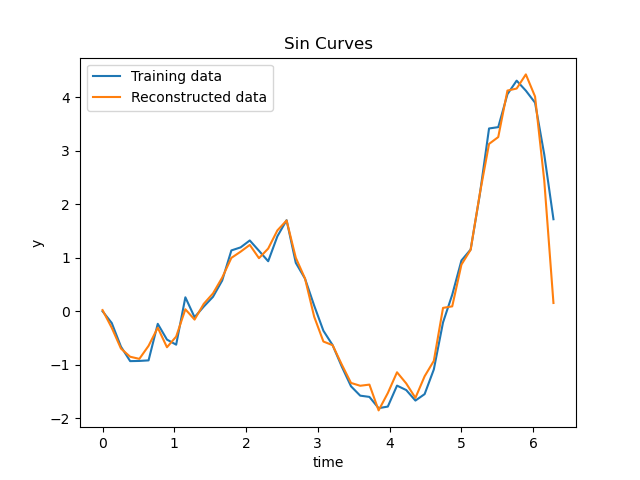 Sin Curves
Training data
Reconstructed data
y
4
3
2
1
0
−1
−2
0 1 2 3 4 5 6
time